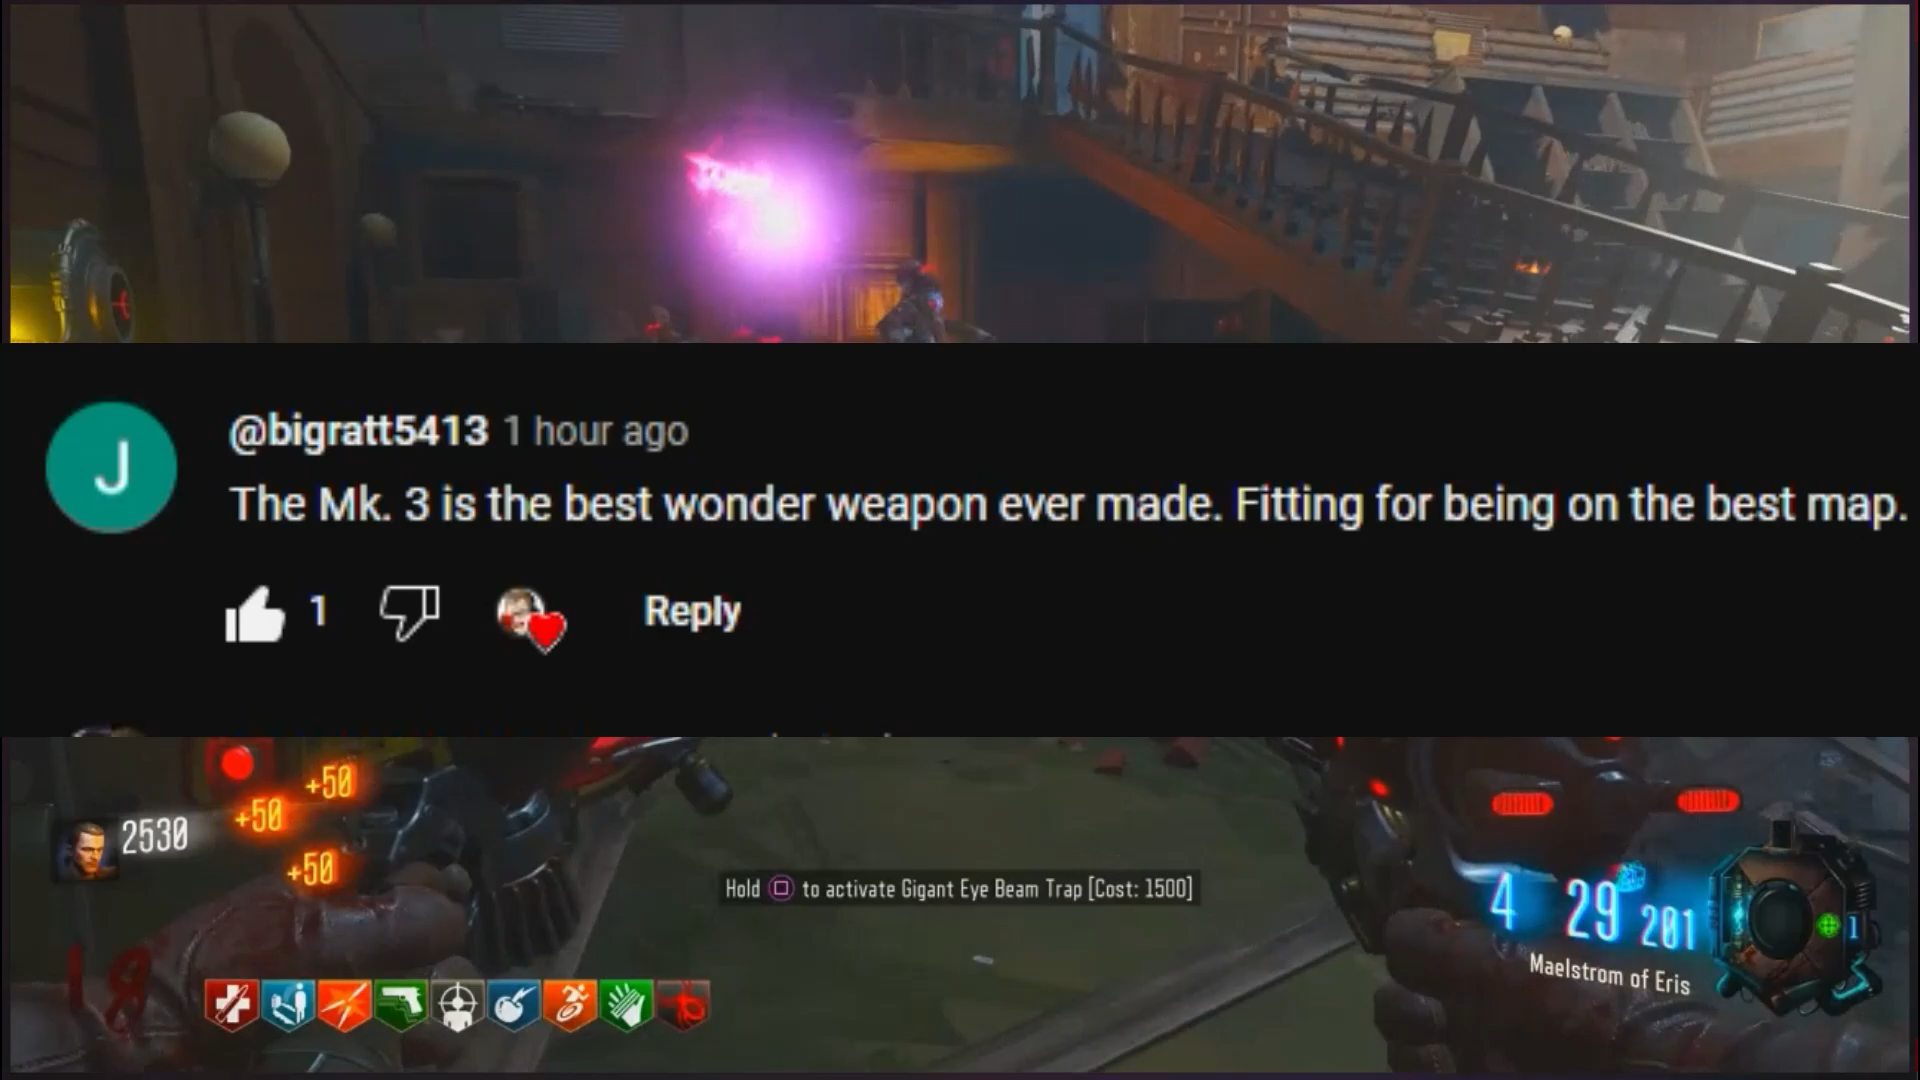 J
@bigratt5413 1 hour ago
The Mk. 3 is the best wonder weapon ever made. Fitting for being on the best map.
1
Reply
+50
+50
2530
+50
Hold to activate Gigant Eye Beam Trap [Cost: 1500]
4 29 201
1
Maelstrom of Eris